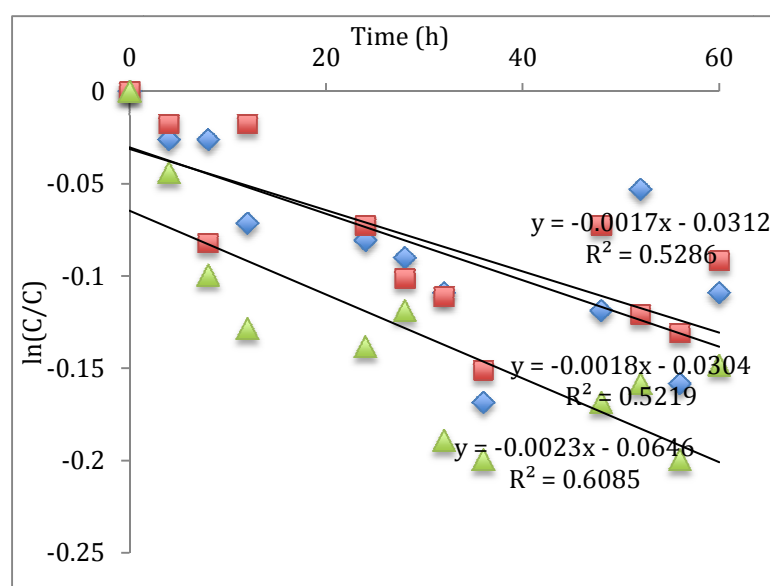 Time (h)
0 20 40 60
0
-0.05
-0.1
-0.15
-0.2
-0.25
ln(C/C)
y = -0.0017x - 0.0312
R² = 0.5286
y = -0.0018x - 0.0304
R² = 0.5219
y = -0.0023x - 0.0646
R² = 0.6085